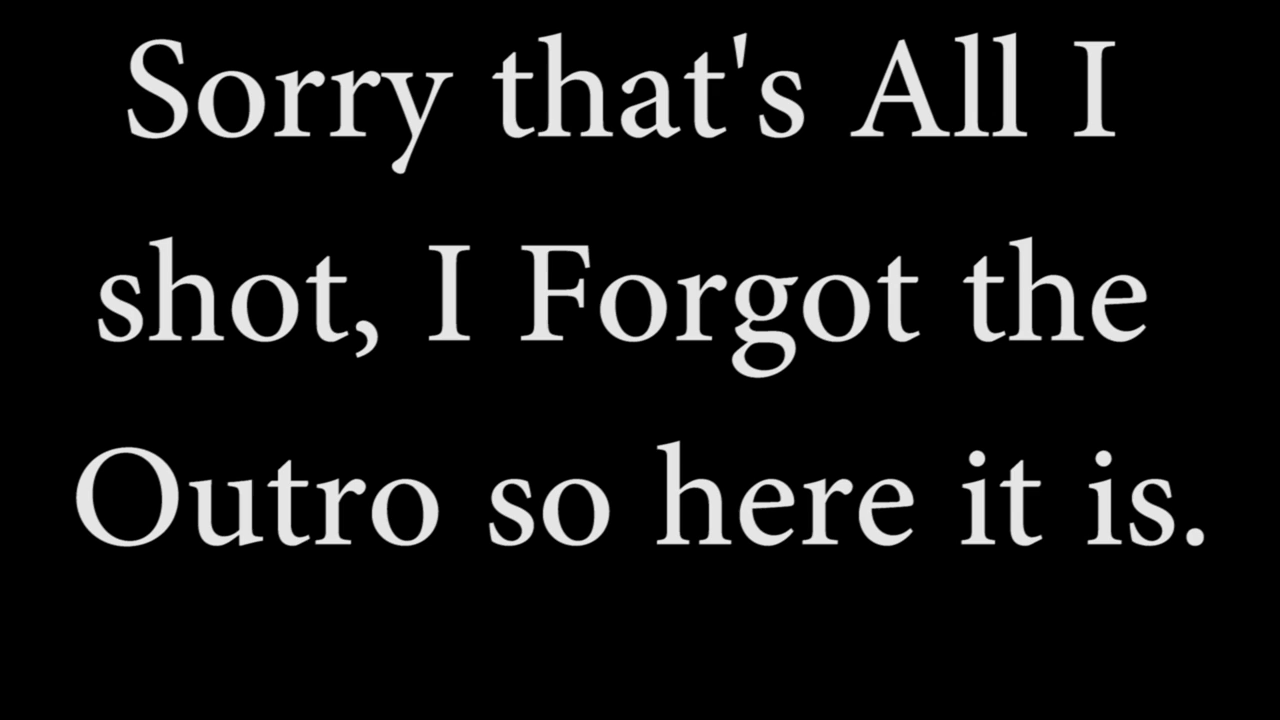 Sorry that's All I
shot, I Forgot the
Outro so here it is.